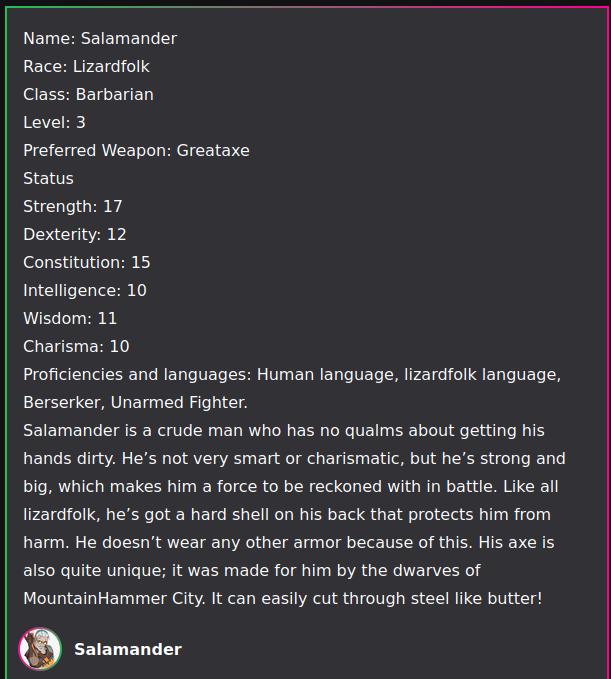 Name: Salamander
Race: Lizardfolk
Class: Barbarian
Level: 3
Preferred Weapon: Greataxe
Status
Strength: 17
Dexterity: 12
Constitution: 15
Intelligence: 10
Wisdom: 11
Charisma: 10
Proficiencies and languages: Human language, lizardfolk language,
Berserker, Unarmed Fighter.
Salamander is a crude man who has no qualms about getting his
hands dirty. He’s not very smart or charismatic, but he’s strong and
big, which makes him a force to be reckoned with in battle. Like all
lizardfolk, he’s got a hard shell on his back that protects him from
harm. He doesn’t wear any other armor because of this. His axe is
also quite unique; it was made for him by the dwarves of
MountainHammer City. It can easily cut through steel like butter!
Salamander